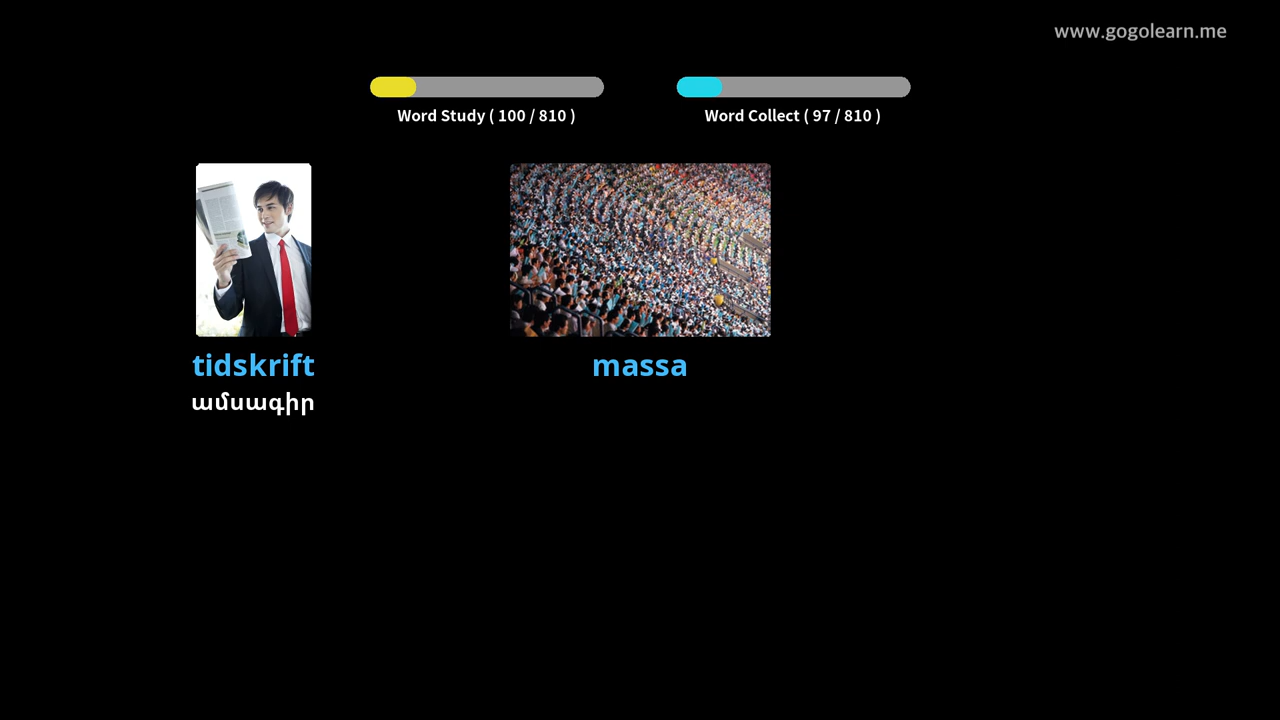 www.gogolearn.me
Word Study ( 100 / 810 )
Word Collect ( 97 / 810 )
tidskrift
ամսագիր
massa